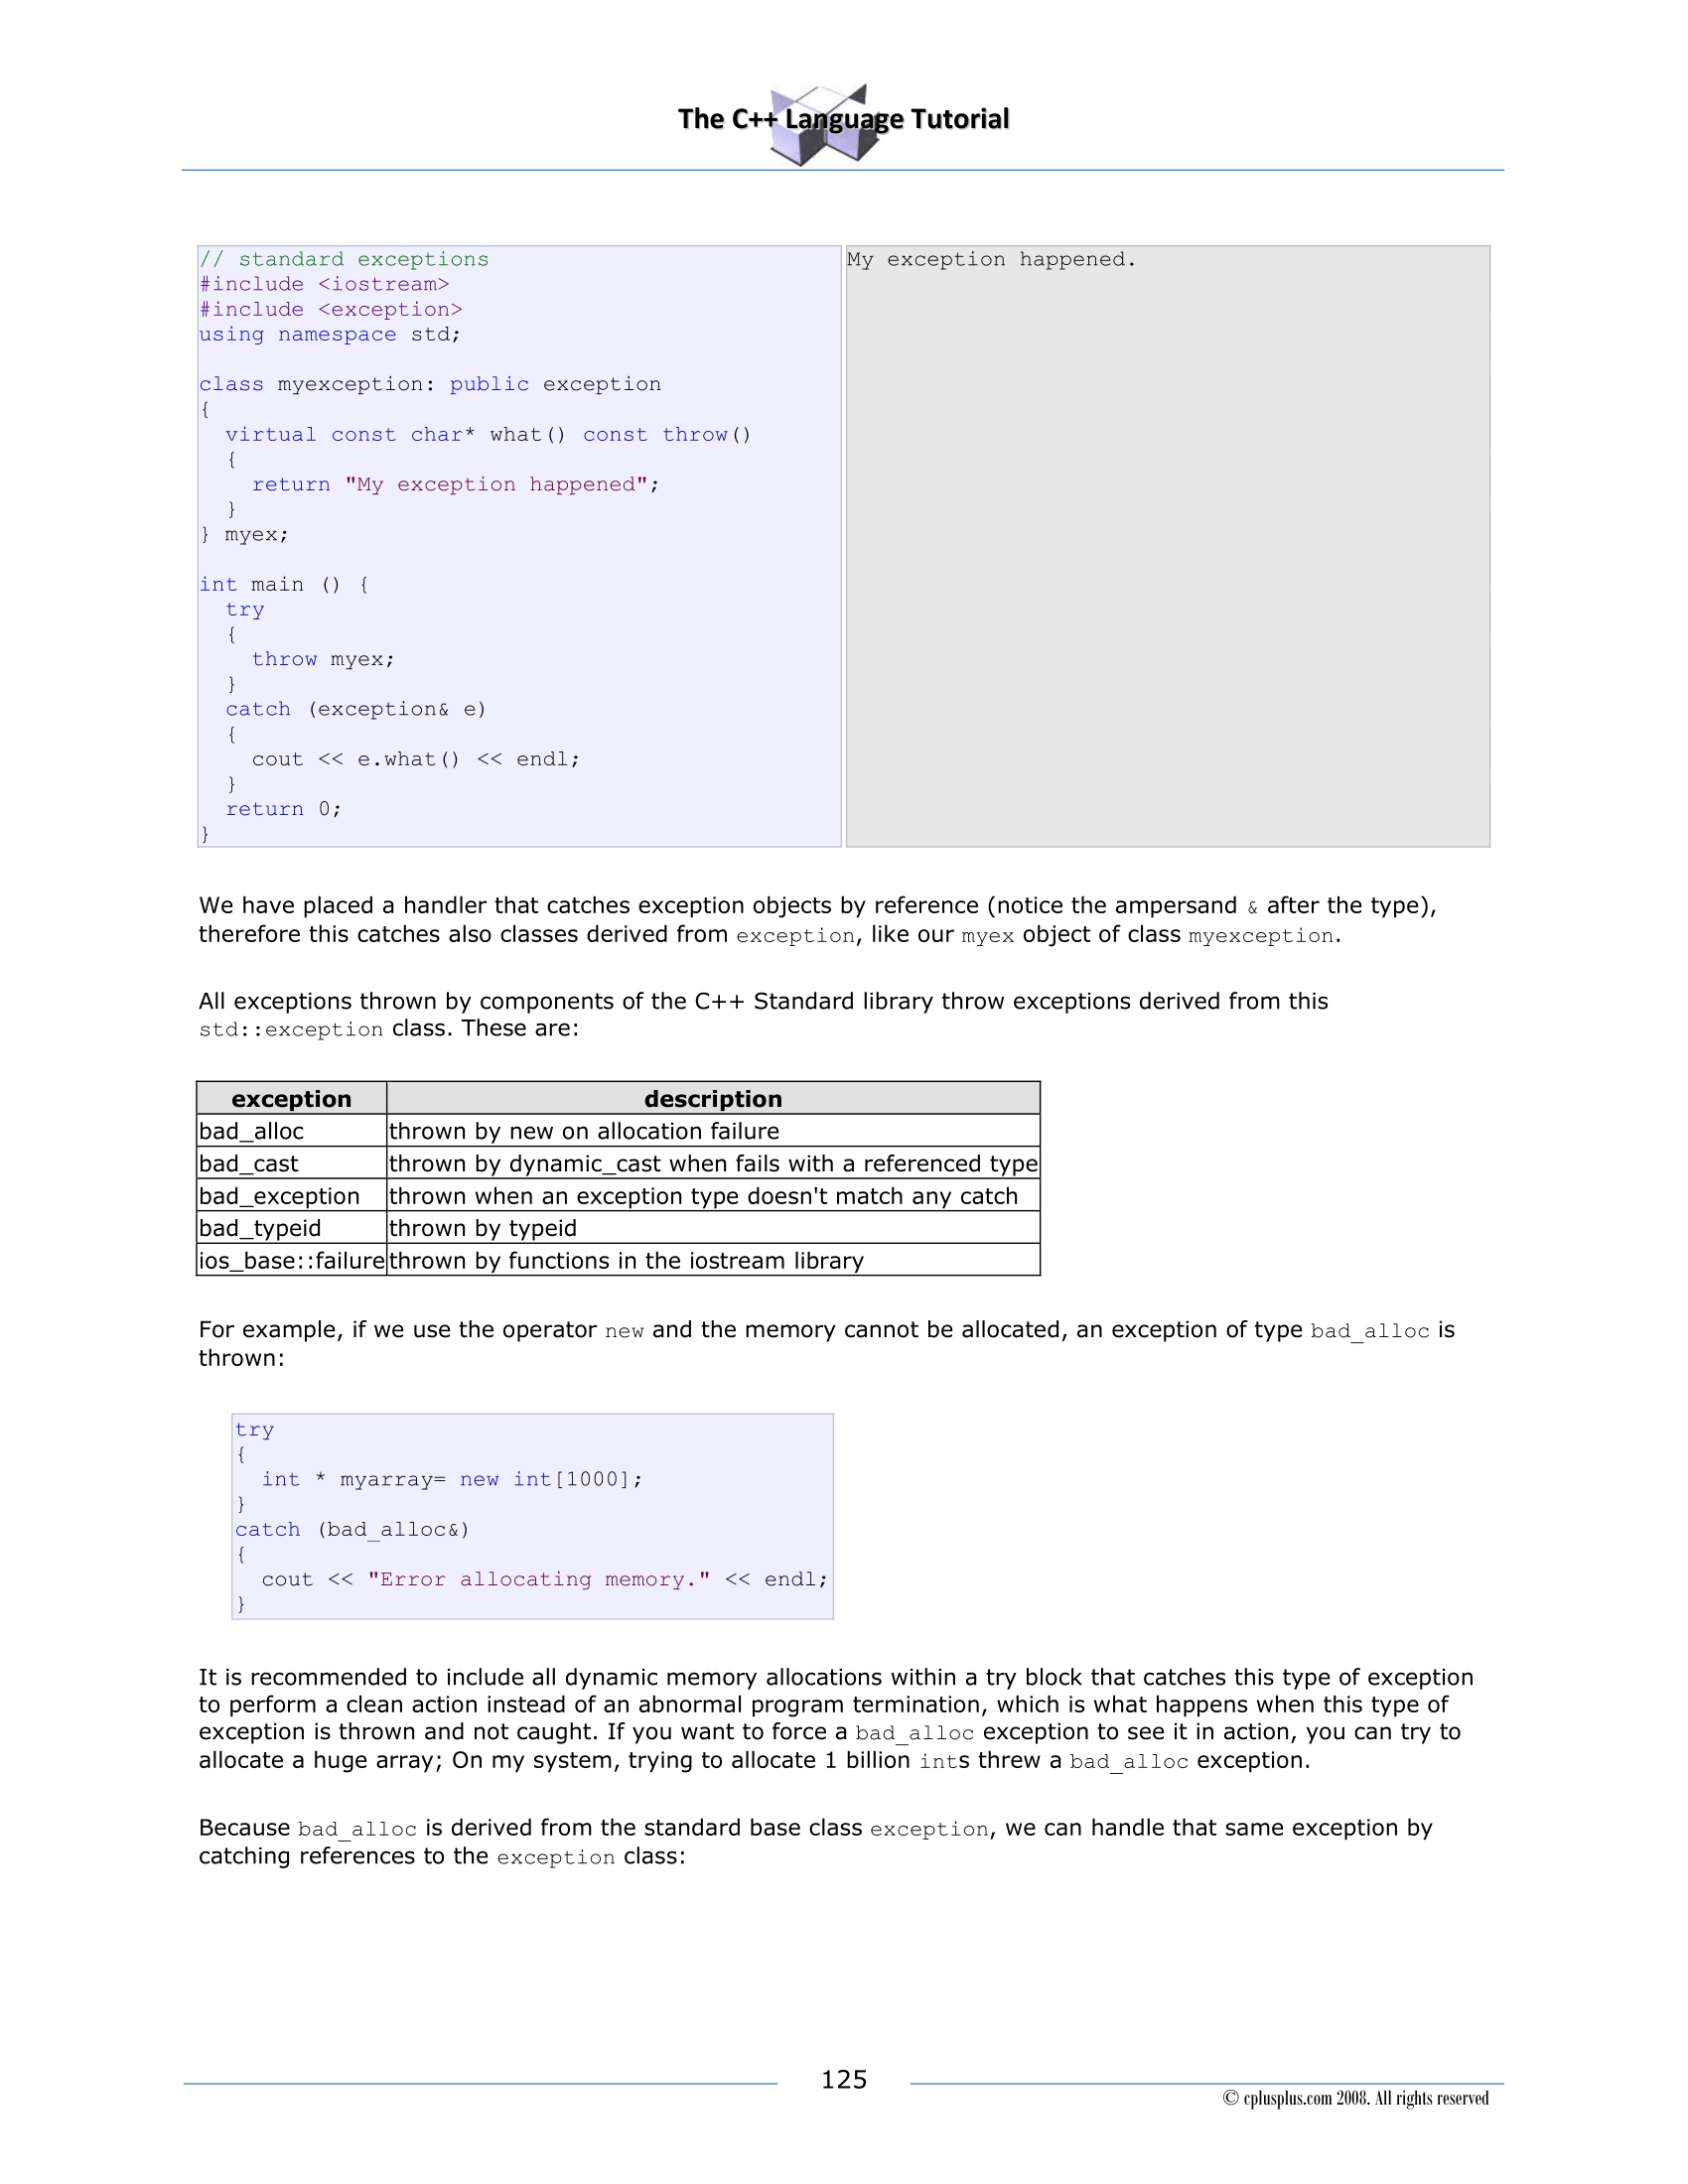 The C++ Language Tutorial
// standard exceptions
#include <iostream>
#include <exception>
using namespace std;
class myexception: public exception
{
  virtual const char* what() const throw()
  {
    return "My exception happened";
  }
} myex;
int main () {
  try
  {
    throw myex;
  }
  catch (exception& e)
  {
    cout << e.what() << endl;
  }
  return 0;
}
My exception happened.
We have placed a handler that catches exception objects by reference (notice the ampersand & after the type),
therefore this catches also classes derived from exception, like our myex object of class myexception.
All exceptions thrown by components of the C++ Standard library throw exceptions derived from this
std::exception class. These are:
exception description
bad_alloc thrown by new on allocation failure
bad_cast thrown by dynamic_cast when fails with a referenced type
bad_exception thrown when an exception type doesn't match any catch
bad_typeid thrown by typeid
ios_base::failure thrown by functions in the iostream library
For example, if we use the operator new and the memory cannot be allocated, an exception of type bad_alloc is
thrown:
try
{
  int * myarray= new int[1000];
}
catch (bad_alloc&)
{
  cout << "Error allocating memory." << endl;
}
It is recommended to include all dynamic memory allocations within a try block that catches this type of exception
to perform a clean action instead of an abnormal program termination, which is what happens when this type of
exception is thrown and not caught. If you want to force a bad_alloc exception to see it in action, you can try to
allocate a huge array; On my system, trying to allocate 1 billion ints threw a bad_alloc exception.
Because bad_alloc is derived from the standard base class exception, we can handle that same exception by
catching references to the exception class:
125
© cplusplus.com 2008. All rights reserved